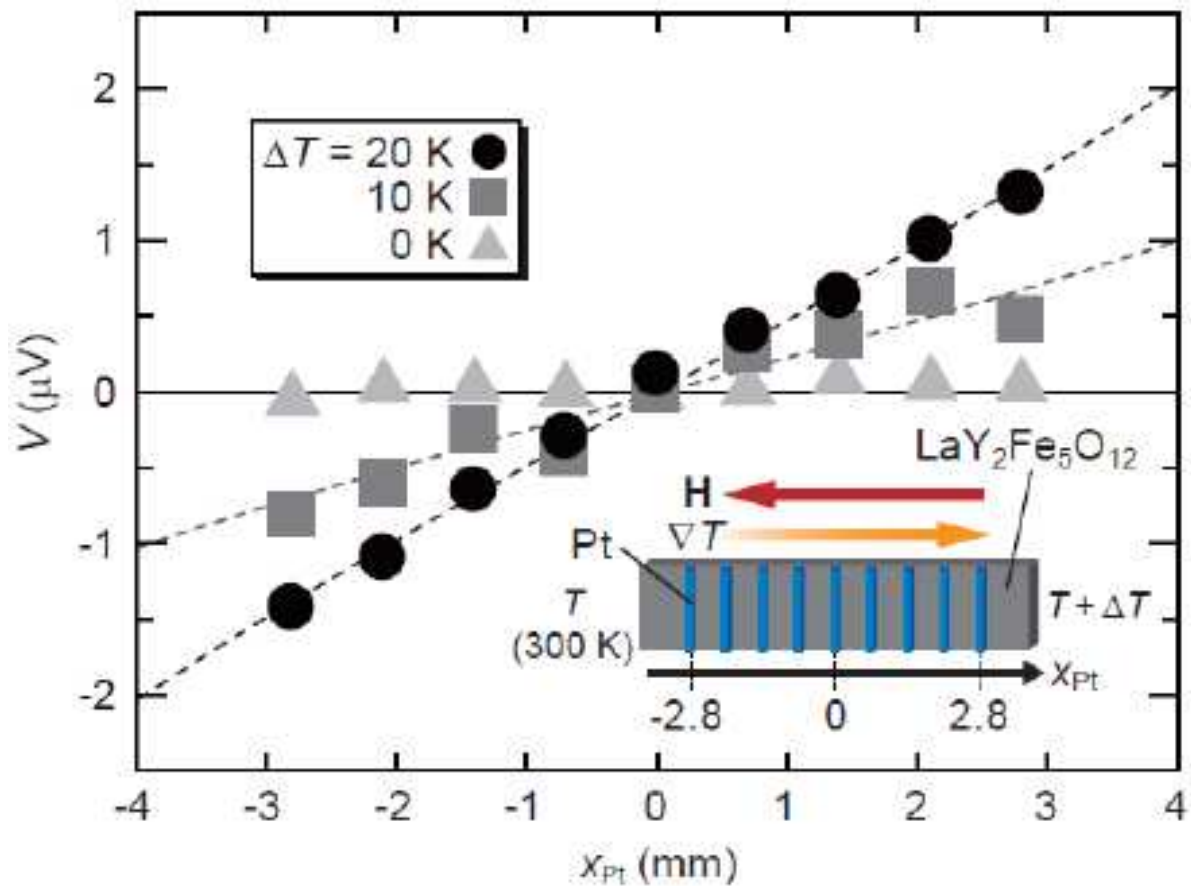 2
1
0
-1
-2
V (μV)
ΔT = 20 K
10 K
0 K
LaY₂Fe₅O₁₂
H
∇T
Pt
T
(300 K)
T + ΔT
xPt
-2.8 0 2.8
-4 -3 -2 -1 0 1 2 3 4
xPt (mm)